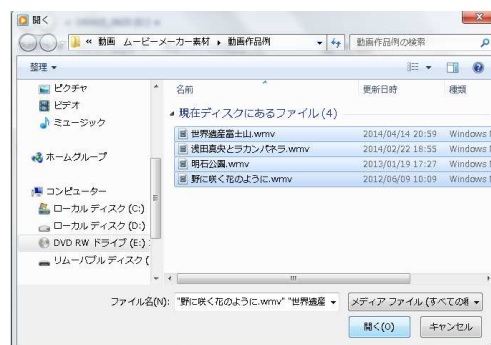 開く
« 動画 ムービーメーカー素材 ▸ 動画作品例
動画作品例の検索
整理 ▾
名前
更新日時
種類
ピクチャ
ビデオ
ミュージック
ホームグループ
コンピューター
ローカル ディスク (C:)
ローカル ディスク (D:)
DVD RW ドライブ (E:)
リムーバブル ディスク (
現在ディスクにあるファイル (4)
世界遺産富士山.wmv 2014/04/14 20:59 Windows
浅田真央とラカンパネラ.wmv 2014/02/22 18:55 Windows
明石公園.wmv 2013/01/19 17:27 Windows
野に咲く花のように.wmv 2012/06/09 10:09 Windows
ファイル名(N): "野に咲く花のように.wmv" "世界遺産
メディア ファイル (すべての
開く(O)
キャンセル